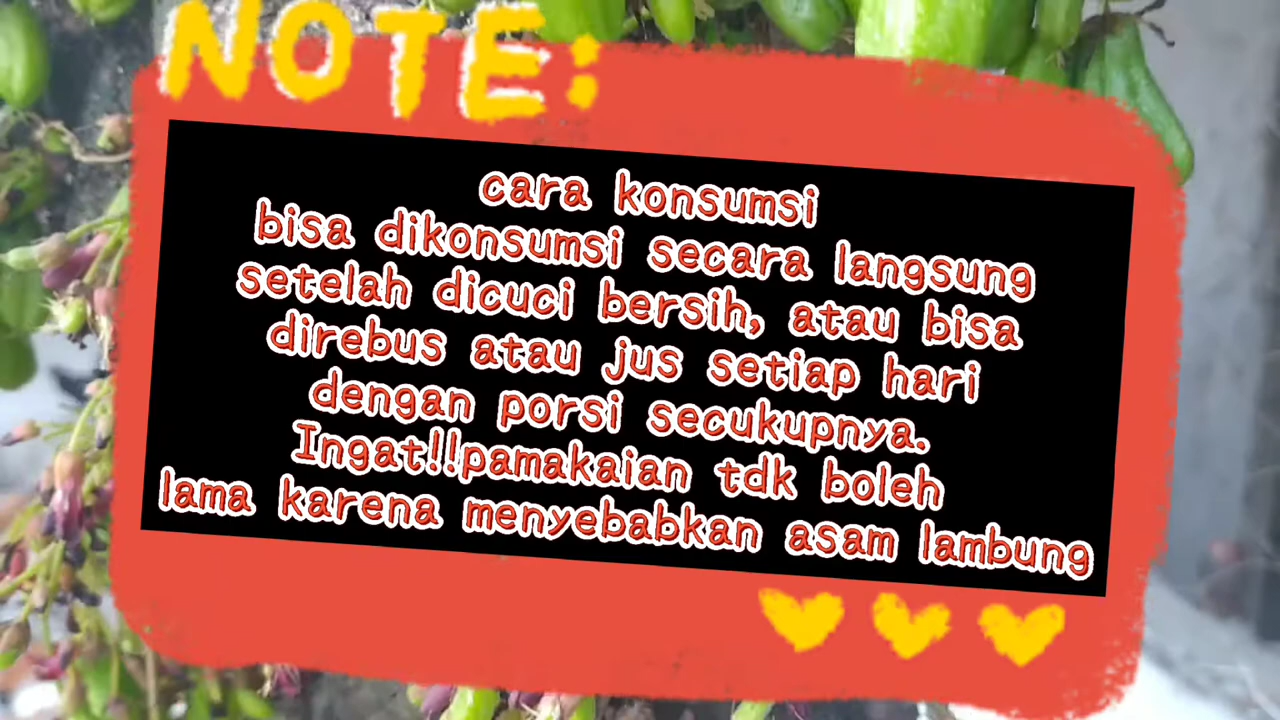 NOTE:
cara konsumsi
bisa dikonsumsi secara langsung
setelah dicuci bersih, atau bisa
direbus atau jus setiap hari
dengan porsi secukupnya.
Ingat!!pamakaian tdk boleh
lama karena menyebabkan asam lambung